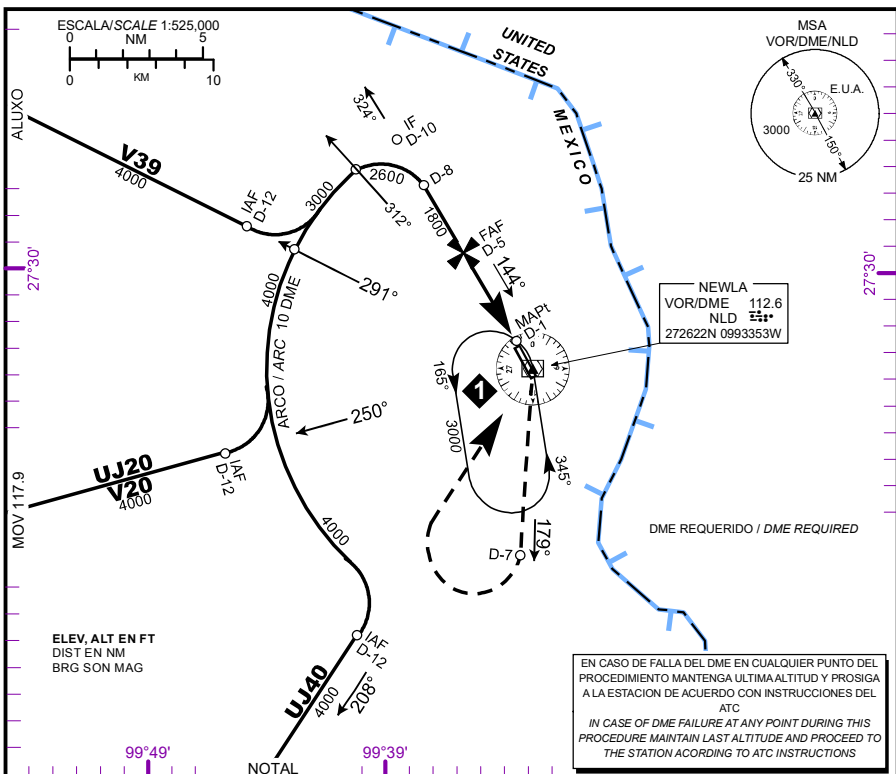 ESCALA/SCALE 1:525,000
0 NM 5
0 KM 10
UNITED
STATES
MEXICO
MSA
VOR/DME/NLD
330°
E.U.A.
3000
150°
25 NM
ALUXO
V39
4000
IAF
D-12
324°
IF
D-10
3000
2600
312°
D-8
1800
FAF
D-5
144°
27°30'
27°30'
291°
4000
ARCO / ARC 10 DME
MAPt
D-1
NEWLA
VOR/DME 112.6
NLD
272622N 0993353W
165°
1
3000
345°
250°
UJ20
V20
4000
IAF
D-12
MOV 117.9
4000
D-7
179°
DME REQUERIDO / DME REQUIRED
ELEV, ALT EN FT
DIST EN NM
BRG SON MAG
IAF
D-12
UJ40
4000
208°
EN CASO DE FALLA DEL DME EN CUALQUIER PUNTO DEL
PROCEDIMIENTO MANTENGA ULTIMA ALTITUD Y PROSIGA
A LA ESTACION DE ACUERDO CON INSTRUCCIONES DEL
ATC
IN CASE OF DME FAILURE AT ANY POINT DURING THIS
PROCEDURE MAINTAIN LAST ALTITUDE AND PROCEED TO
THE STATION ACORDING TO ATC INSTRUCTIONS
99°49'
99°39'
NOTAL